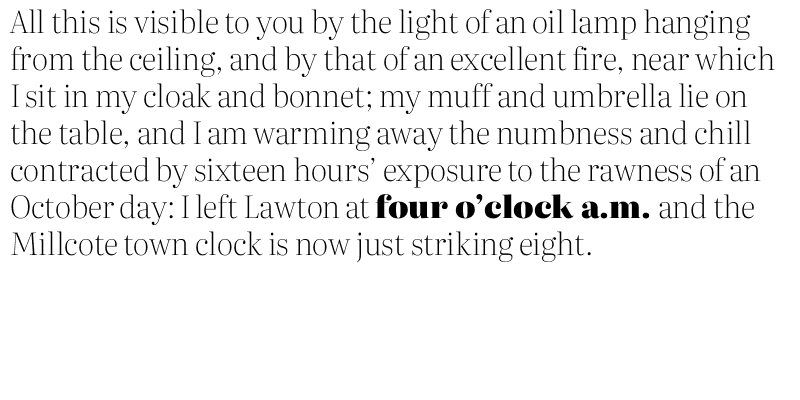 All this is visible to you by the light of an oil lamp hanging
from the ceiling, and by that of an excellent fire, near which
I sit in my cloak and bonnet; my muff and umbrella lie on
the table, and I am warming away the numbness and chill
contracted by sixteen hours’ exposure to the rawness of an
October day: I left Lawton at four o’clock a.m. and the
Millcote town clock is now just striking eight.